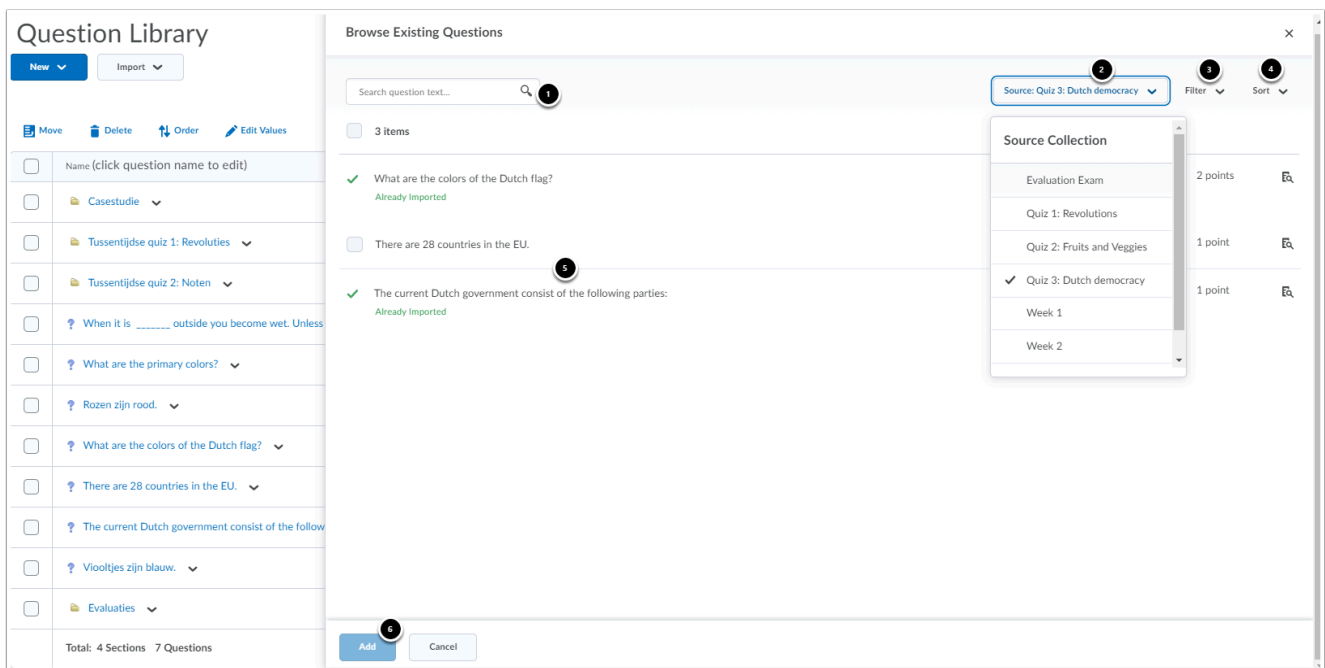 Question Library
New
Import
Move
Delete
Order
Edit Values
Name (click question name to edit)
Casestudie
Tussentijdse quiz 1: Revoluties
Tussentijdse quiz 2: Noten
When it is _______ outside you become wet. Unless
What are the primary colors?
Rozen zijn rood.
What are the colors of the Dutch flag?
There are 28 countries in the EU.
The current Dutch government consist of the follow
Viooltjes zijn blauw.
Evaluaties
Total: 4 Sections 7 Questions
Browse Existing Questions
Search question text...
1
2
3
4
Source: Quiz 3: Dutch democracy
Filter
Sort
3 items
What are the colors of the Dutch flag?
Already Imported
2 points
There are 28 countries in the EU.
1 point
5
The current Dutch government consist of the following parties:
Already Imported
1 point
Source Collection
Evaluation Exam
Quiz 1: Revolutions
Quiz 2: Fruits and Veggies
Quiz 3: Dutch democracy
Week 1
Week 2
6
Add
Cancel